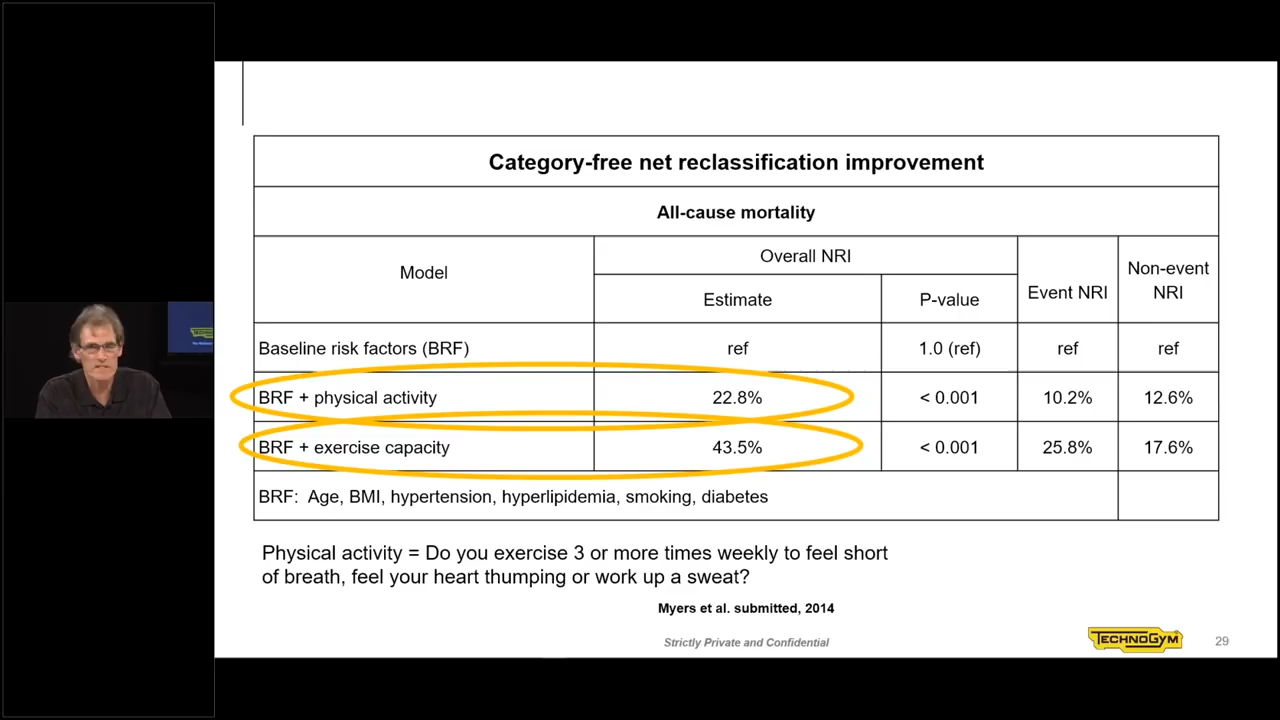 Category-free net reclassification improvement
All-cause mortality
Model
Overall NRI
Estimate
P-value
Event NRI
Non-event
NRI
Baseline risk factors (BRF)
ref
1.0 (ref)
ref
ref
BRF + physical activity
22.8%
< 0.001
10.2%
12.6%
BRF + exercise capacity
43.5%
< 0.001
25.8%
17.6%
BRF: Age, BMI, hypertension, hyperlipidemia, smoking, diabetes
Physical activity = Do you exercise 3 or more times weekly to feel short
of breath, feel your heart thumping or work up a sweat?
Myers et al. submitted, 2014
Strictly Private and Confidential
TECHNOGYM
29